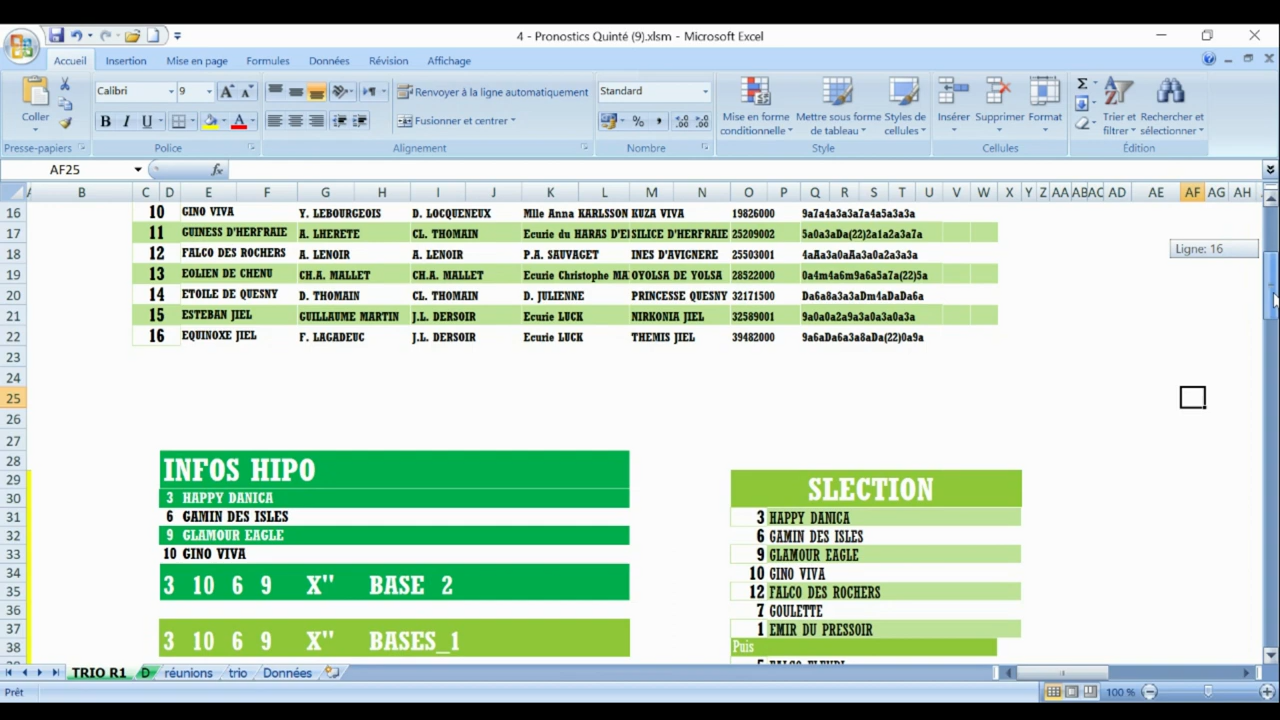 4 - Pronostics Quinté (9).xlsm - Microsoft Excel
Accueil Insertion Mise en page Formules Données Révision Affichage
Coller
Calibri 9
G I S
Renvoyer à la ligne automatiquement
Fusionner et centrer
Standard
% ,
Mise en forme conditionnelle
Mettre sous forme de tableau
Styles de cellules
Insérer Supprimer Format
Trier et filtrer
Rechercher et sélectionner
Presse-papiers Police Alignement Nombre Style Cellules Édition
AF25 fx
A B C D E F G H I J K L M N O P Q R S T U V W X Y Z AA AB AC AD AE AF AG AH
16 10 GINO VIVA Y. LEBOURGEOIS D. LOCQUENEUX Mlle Anna KARLSSON KUZA VIVA 19826000 9a7a4a3a3a7a4a5a3a3a
17 11 GUINESS D'HERFRAIE A. LHERETE CL. THOMAIN Ecurie du HARAS D'E SILICE D'HERFRAIE 25209002 5a0a3aDa(22)2a1a2a3a7a
18 12 FALCO DES ROCHERS A. LENOIR A. LENOIR P.A. SAUVAGET INES D'AVIGNERE 25503001 4aAa3a0aAa3a0a2a3a3a
19 13 EOLIEN DE CHENU CH.A. MALLET CH.A. MALLET Ecurie Christophe MA OYOLSA DE YOLSA 28522000 0a4m4a6m9a6a5a7a(22)5a
20 14 ETOILE DE QUESNY D. THOMAIN CL. THOMAIN D. JULIENNE PRINCESSE QUESNY 32171500 Da6a8a3a3aDm4aDaDa6a
21 15 ESTEBAN JIEL GUILLAUME MARTIN J.L. DERSOIR Ecurie LUCK NIRKONIA JIEL 32589001 9a0a0a2a9a3a0a3a0a3a
22 16 EQUINOXE JIEL F. LAGADEUC J.L. DERSOIR Ecurie LUCK THEMIS JIEL 39482000 9a6aDa6a3a8aDa(22)0a9a
Ligne: 16
23
24
25
26
27
28 INFOS HIPO
29 SLECTION
30 3 HAPPY DANICA
31 6 GAMIN DES ISLES 3 HAPPY DANICA
32 9 GLAMOUR EAGLE 6 GAMIN DES ISLES
33 10 GINO VIVA 9 GLAMOUR EAGLE
34 10 GINO VIVA
35 3 10 6 9 X" BASE 2 12 FALCO DES ROCHERS
36 7 GOULETTE
37 3 10 6 9 X" BASES_1 1 EMIR DU PRESSOIR
38 Puis
TRIO R1 D réunions trio Données
Prêt 100 %